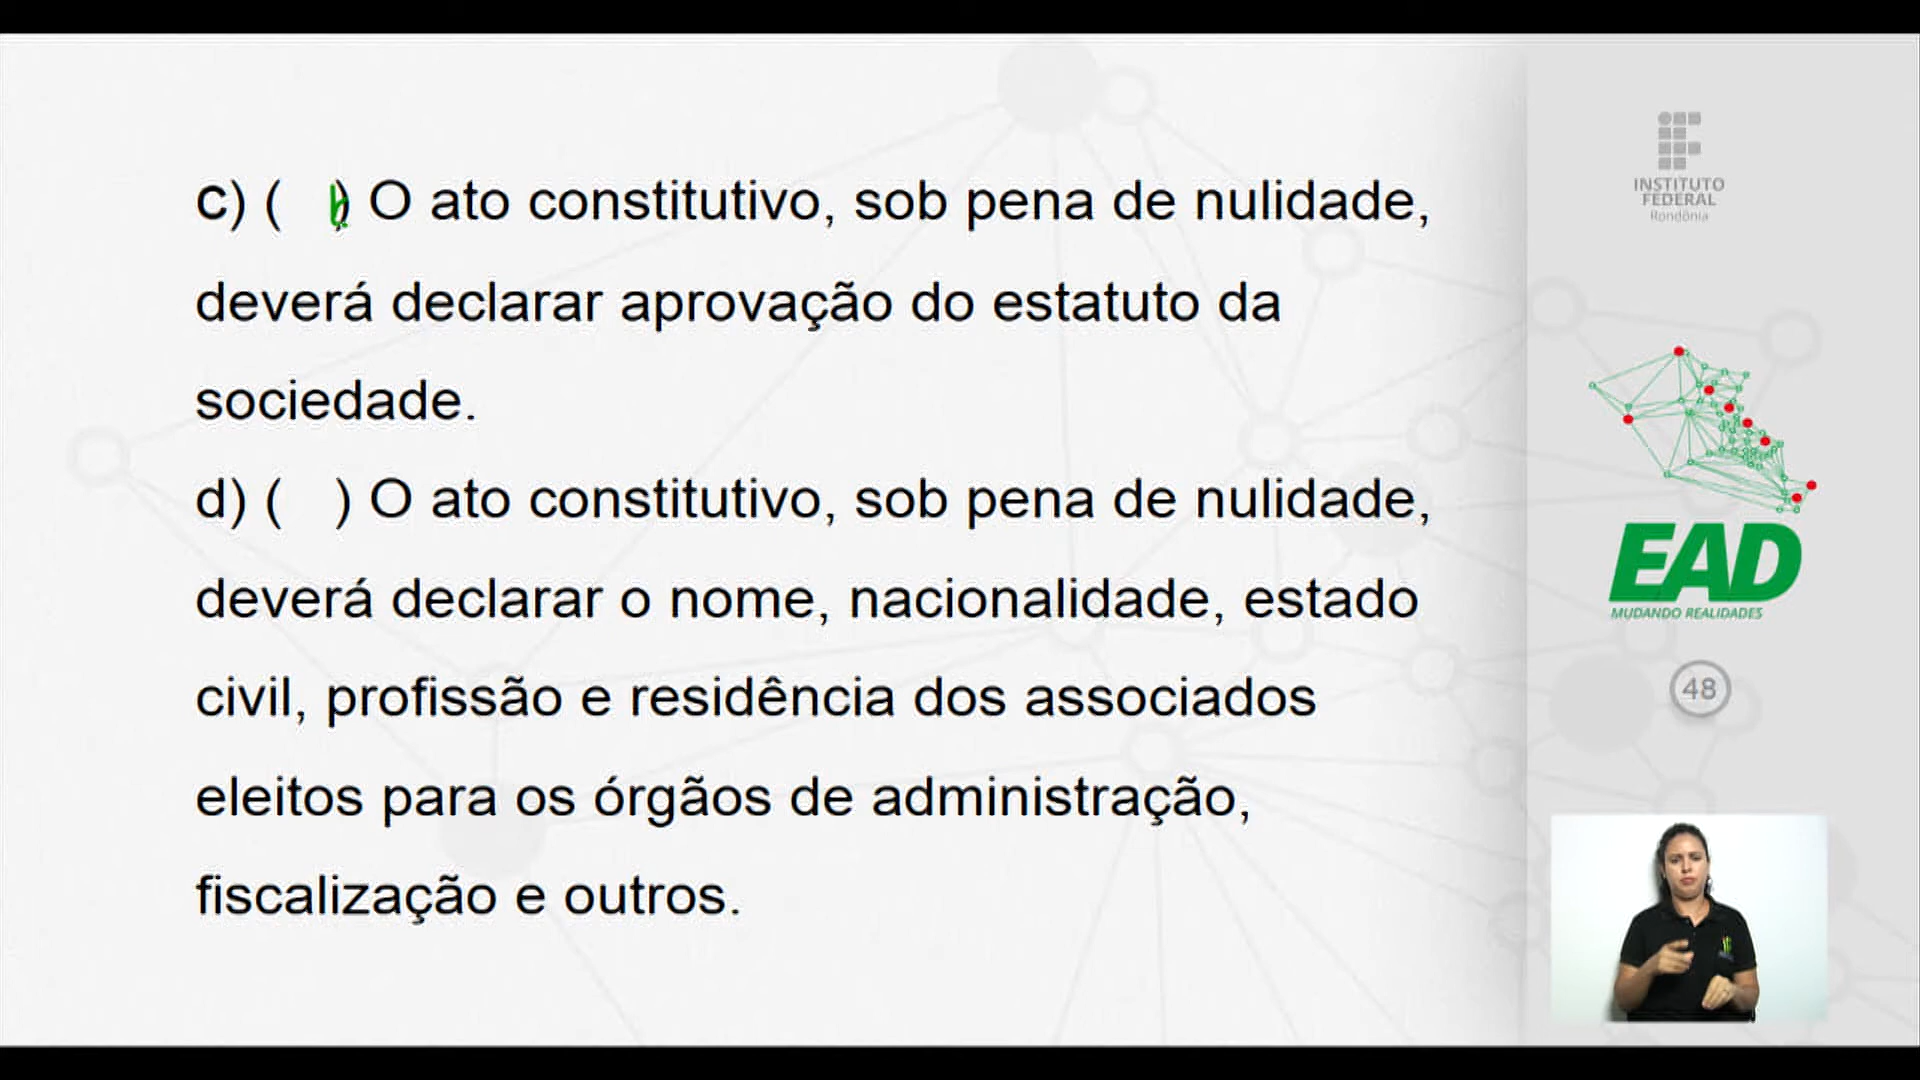 c) (   ) O ato constitutivo, sob pena de nulidade,
deverá declarar aprovação do estatuto da
sociedade.
d) (   ) O ato constitutivo, sob pena de nulidade,
deverá declarar o nome, nacionalidade, estado
civil, profissão e residência dos associados
eleitos para os órgãos de administração,
fiscalização e outros.
INSTITUTO
FEDERAL
Rondônia
EAD
MUDANDO REALIDADES
48